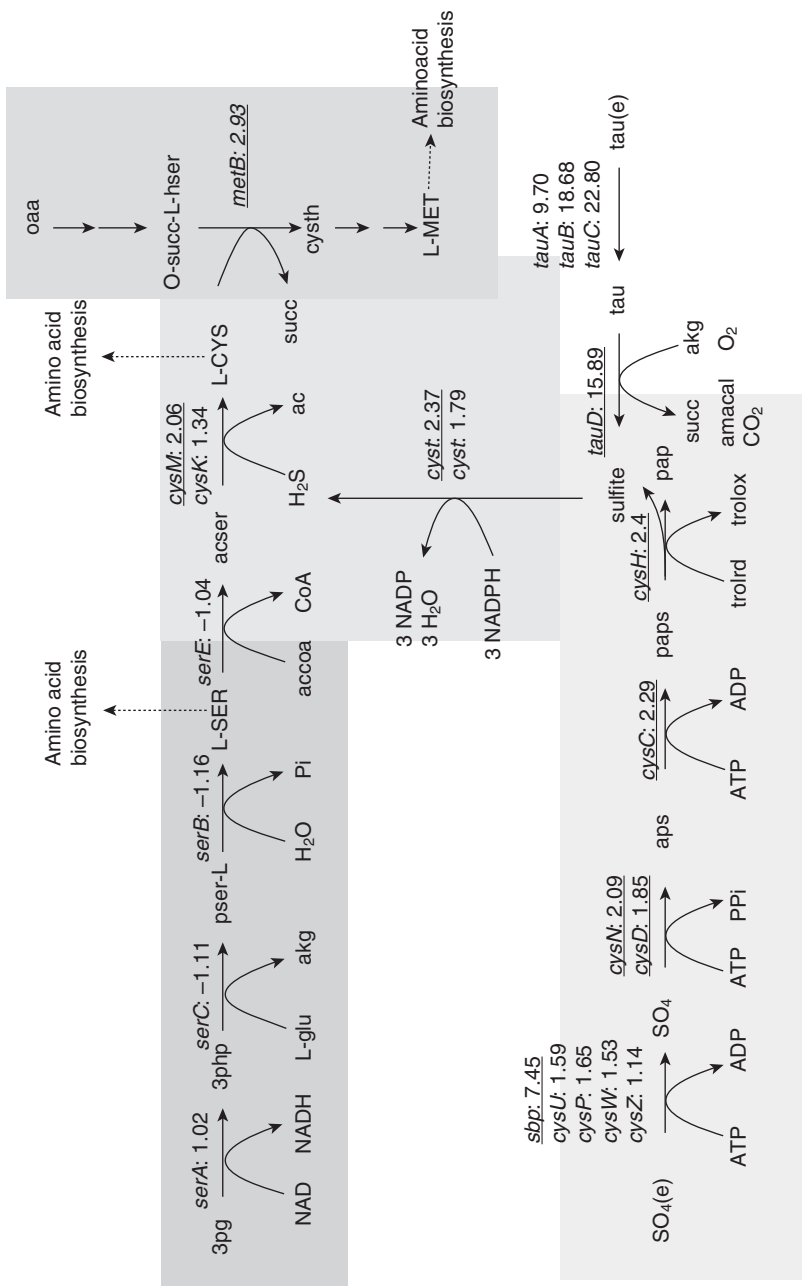 oaa
O-succ-L-hser
metB: 2.93
cysth
succ
L-MET
Aminoacid
biosynthesis
Amino acid
biosynthesis
L-CYS
cysM: 2.06
cysK: 1.34
H2S
ac
acser
serE: –1.04
accoa
CoA
Amino acid
biosynthesis
L-SER
serB: –1.16
H2O
Pi
pser-L
serC: –1.11
L-glu
akg
3php
serA: 1.02
NAD
NADH
3pg
cyst: 2.37
cyst: 1.79
3 NADP
3 H2O
3 NADPH
tauA: 9.70
tauB: 18.68
tauC: 22.80
tau(e)
tau
tauD: 15.89
akg
O2
succ
amacal
CO2
sulfite
pap
cysH: 2.4
trolrd
trolox
paps
cysC: 2.29
ATP
ADP
aps
cysN: 2.09
cysD: 1.85
ATP
PPi
SO4
sbp: 7.45
cysU: 1.59
cysP: 1.65
cysW: 1.53
cysZ: 1.14
ATP
ADP
SO4(e)